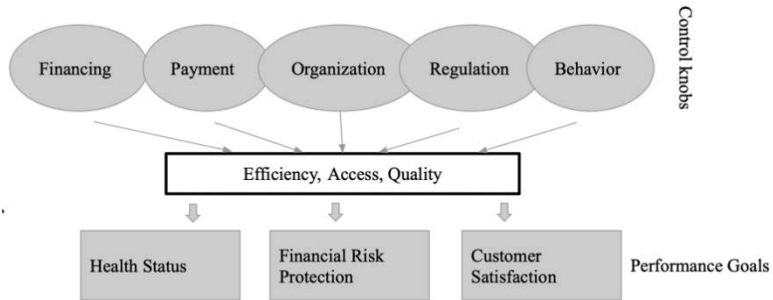 Financing
Payment
Organization
Regulation
Behavior
Control knobs
Efficiency, Access, Quality
Health Status
Financial Risk
Protection
Customer
Satisfaction
Performance Goals